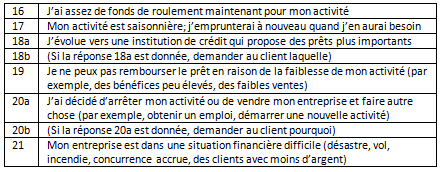 16 J'ai assez de fonds de roulement maintenant pour mon activité
17 Mon activité est saisonnière; j'emprunterai à nouveau quand j'en aurai besoin
18a J'évolue vers une institution de crédit qui propose des prêts plus importants
18b (Si la réponse 18a est donnée, demander au client laquelle)
19 Je ne peux pas rembourser le prêt en raison de la faiblesse de mon activité (par
exemple, des bénéfices peu élevés, des faibles ventes)
20a J'ai décidé d'arrêter mon activité ou de vendre mon entreprise et faire autre
chose (par exemple, obtenir un emploi, démarrer une nouvelle activité)
20b (Si la réponse 20a est donnée, demander au client pourquoi)
21 Mon entreprise est dans une situation financière difficile (désastre, vol,
incendie, concurrence accrue, des clients avec moins d'argent)